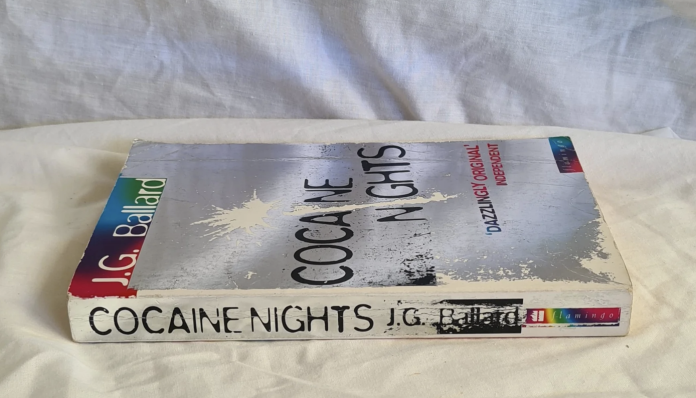 J.G. Ballard
COCAINE
NIGHTS
'DAZZLINGLY ORIGINAL'
INDEPENDENT
COCAINE NIGHTS J.G. Ballard flamingo